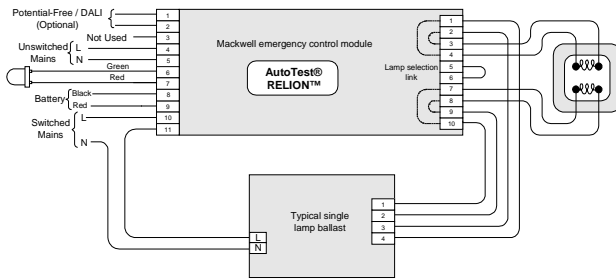 Potential-Free / DALI
(Optional)
Not Used
Unswitched
Mains
L
N
Green
Red
Battery
Black
Red
Switched
Mains
L
N
1
2
3
4
5
6
7
8
9
10
11
Mackwell emergency control module
AutoTest®
RELION™
Lamp selection
link
1
2
3
4
5
6
7
8
9
10
Typical single
lamp ballast
L
N
1
2
3
4